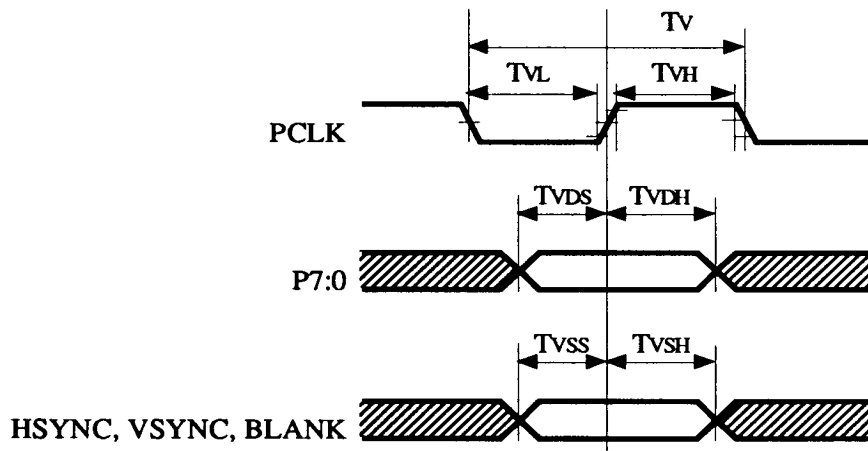 Tv
TVL
TVH
PCLK
TVDS
TVDH
P7:0
TVSS
TVSH
HSYNC, VSYNC, BLANK